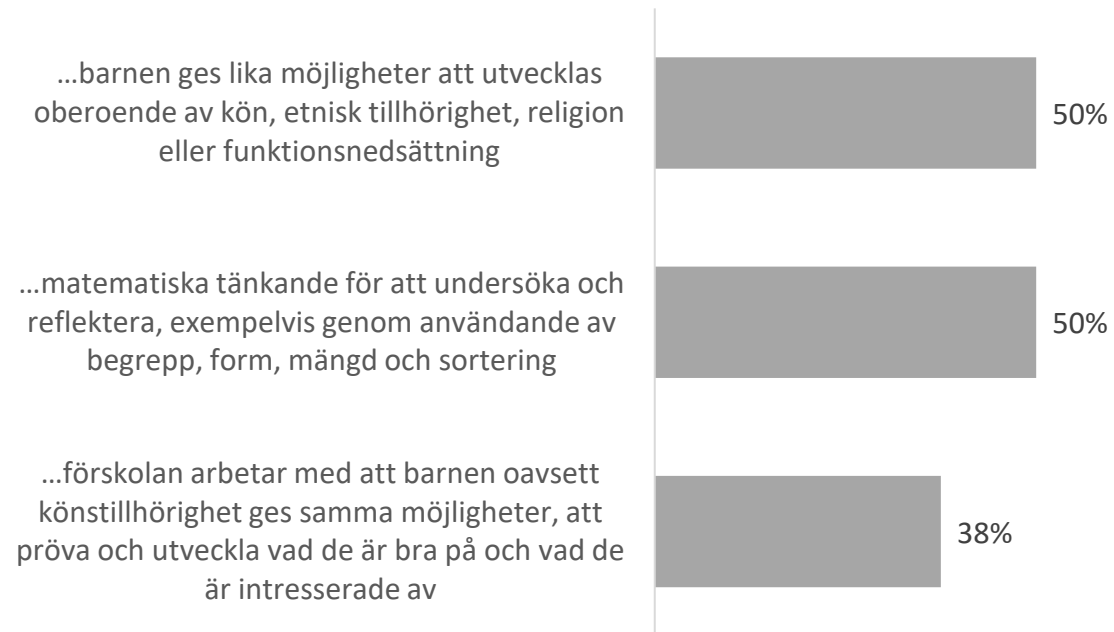 …barnen ges lika möjligheter att utvecklas
oberoende av kön, etnisk tillhörighet, religion
eller funktionsnedsättning
50%
…matematiska tänkande för att undersöka och
reflektera, exempelvis genom användande av
begrepp, form, mängd och sortering
50%
…förskolan arbetar med att barnen oavsett
könstillhörighet ges samma möjligheter, att
pröva och utveckla vad de är bra på och vad de
är intresserade av
38%